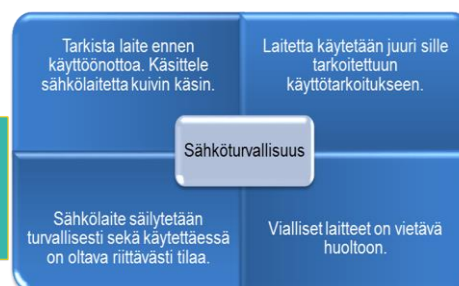 Tarkista laite ennen
käyttöönottoa. Käsittele
sähkölaitetta kuivin käsin.
Laitetta käytetään juuri sille
tarkoitettuun
käyttötarkoitukseen.
Sähköturvallisuus
Sähkölaite säilytetään
turvallisesti sekä käytettäessä
on oltava riittävästi tilaa.
Vialliset laitteet on vietävä
huoltoon.